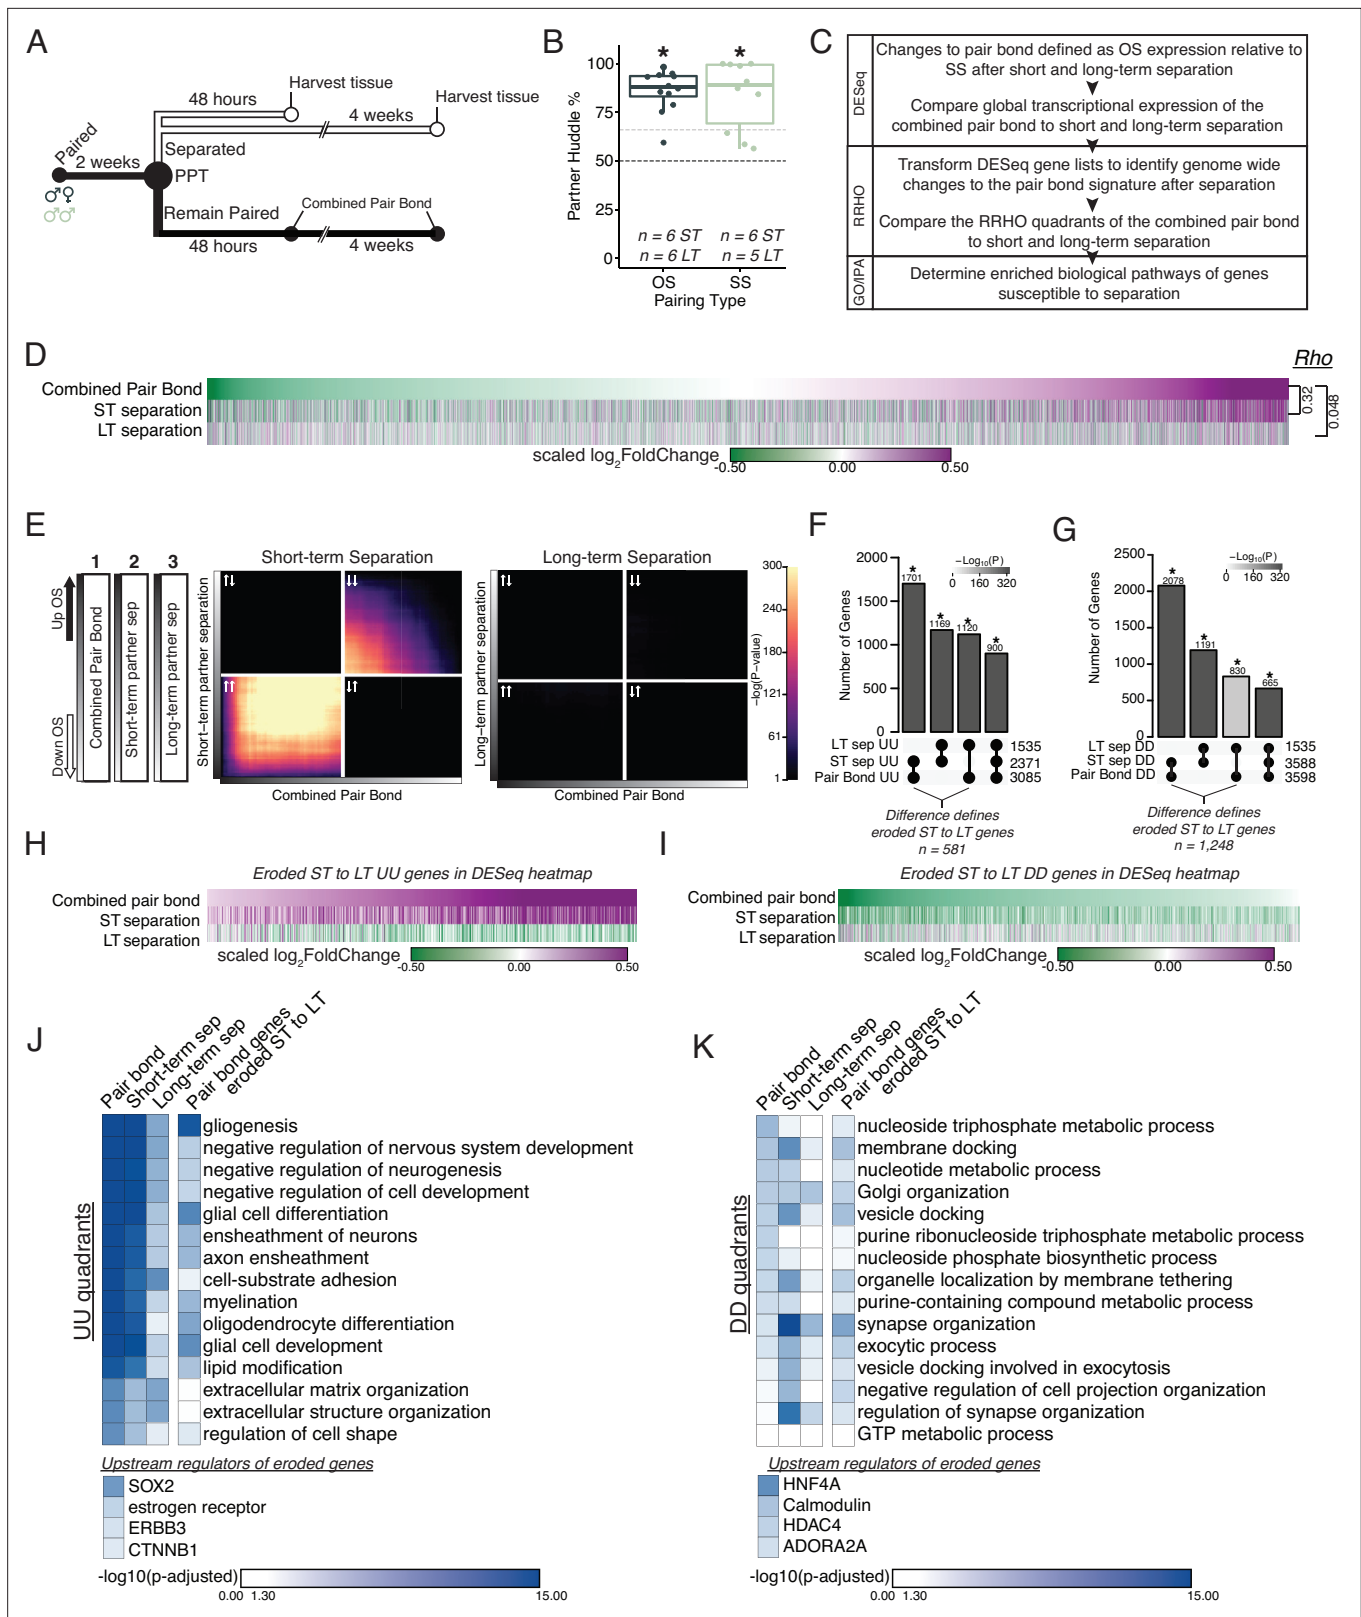 A
Paired
2 weeks
♂♀
♂♂
48 hours
Harvest tissue
4 weeks
Harvest tissue
Separated
PPT
Remain Paired
Combined Pair Bond
48 hours
4 weeks
B
Partner Huddle %
100
75
50
25
0
*
*
n = 6 ST
n = 6 LT
n = 6 ST
n = 5 LT
OS
SS
Pairing Type
C
DESeq
Changes to pair bond defined as OS expression relative to
SS after short and long-term separation
Compare global transcriptional expression of the
combined pair bond to short and long-term separation
RRHO
Transform DESeq gene lists to identify genome wide
changes to the pair bond signature after separation
Compare the RRHO quadrants of the combined pair bond
to short and long-term separation
GO/IPA
Determine enriched biological pathways of genes
susceptible to separation
D
Rho
Combined Pair Bond
ST separation
LT separation
0.32
0.048
scaled log2FoldChange
-0.50
0.00
0.50
E
1
2
3
Up OS
Down OS
Combined Pair Bond
Short-term partner sep
Long-term partner sep
Short-term Separation
Short-term partner separation
↑↓
↓↓
↑↑
↓↑
Combined Pair Bond
Long-term Separation
Long-term partner separation
↑↓
↓↓
↑↑
↓↑
Combined Pair Bond
-log(P-value)
300
240
180
121
61
1
F
Number of Genes
2000
1500
1000
500
0
−Log10(P)
0 160 320
* 1701
* 1169
* 1120
* 900
LT sep UU 1535
ST sep UU 2371
Pair Bond UU 3085
Difference defines
eroded ST to LT genes
n = 581
G
Number of Genes
2500
2000
1500
1000
500
0
−Log10(P)
0 160 320
* 2078
* 1191
* 830
* 665
LT sep DD 1535
ST sep DD 3588
Pair Bond DD 3598
Difference defines
eroded ST to LT genes
n = 1,248
H
Eroded ST to LT UU genes in DESeq heatmap
Combined pair bond
ST separation
LT separation
scaled log2FoldChange
-0.50
0.00
0.50
I
Eroded ST to LT DD genes in DESeq heatmap
Combined pair bond
ST separation
LT separation
scaled log2FoldChange
-0.50
0.00
0.50
J
Pair bond
Short-term sep
Long-term sep
Pair bond genes
eroded ST to LT
UU quadrants
gliogenesis
negative regulation of nervous system development
negative regulation of neurogenesis
negative regulation of cell development
glial cell differentiation
ensheathment of neurons
axon ensheathment
cell-substrate adhesion
myelination
oligodendrocyte differentiation
glial cell development
lipid modification
extracellular matrix organization
extracellular structure organization
regulation of cell shape
Upstream regulators of eroded genes
SOX2
estrogen receptor
ERBB3
CTNNB1
-log10(p-adjusted)
0.00 1.30
15.00
K
Pair bond
Short-term sep
Long-term sep
Pair bond genes
eroded ST to LT
DD quadrants
nucleoside triphosphate metabolic process
membrane docking
nucleotide metabolic process
Golgi organization
vesicle docking
purine ribonucleoside triphosphate metabolic process
nucleoside phosphate biosynthetic process
organelle localization by membrane tethering
purine-containing compound metabolic process
synapse organization
exocytic process
vesicle docking involved in exocytosis
negative regulation of cell projection organization
regulation of synapse organization
GTP metabolic process
Upstream regulators of eroded genes
HNF4A
Calmodulin
HDAC4
ADORA2A
-log10(p-adjusted)
0.00 1.30
15.00